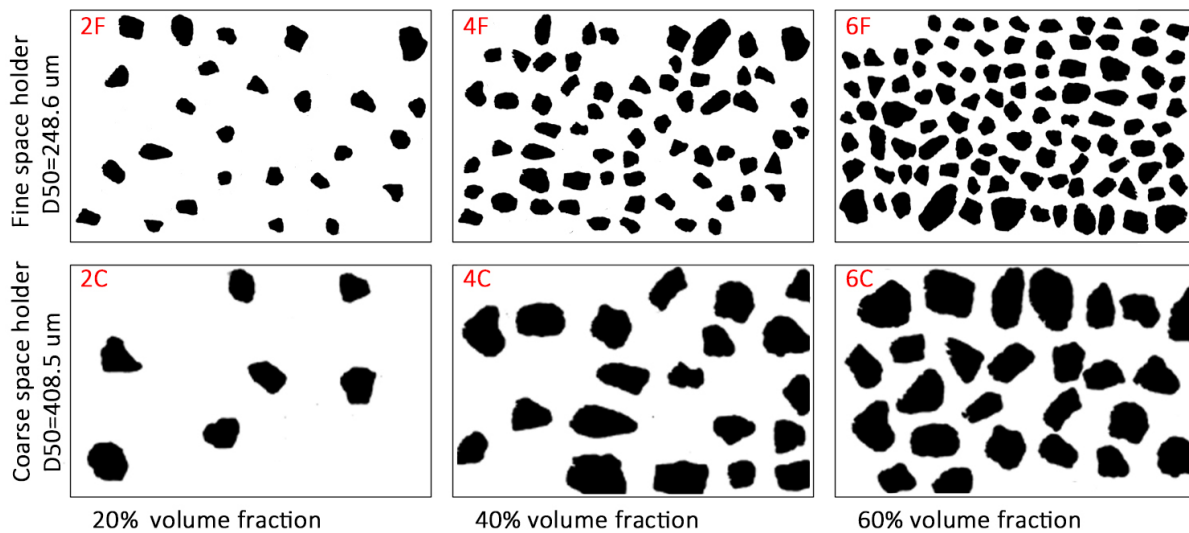 2F
4F
6F
Fine space holder
D50=248.6 um
2C
4C
6C
Coarse space holder
D50=408.5 um
20% volume fraction
40% volume fraction
60% volume fraction